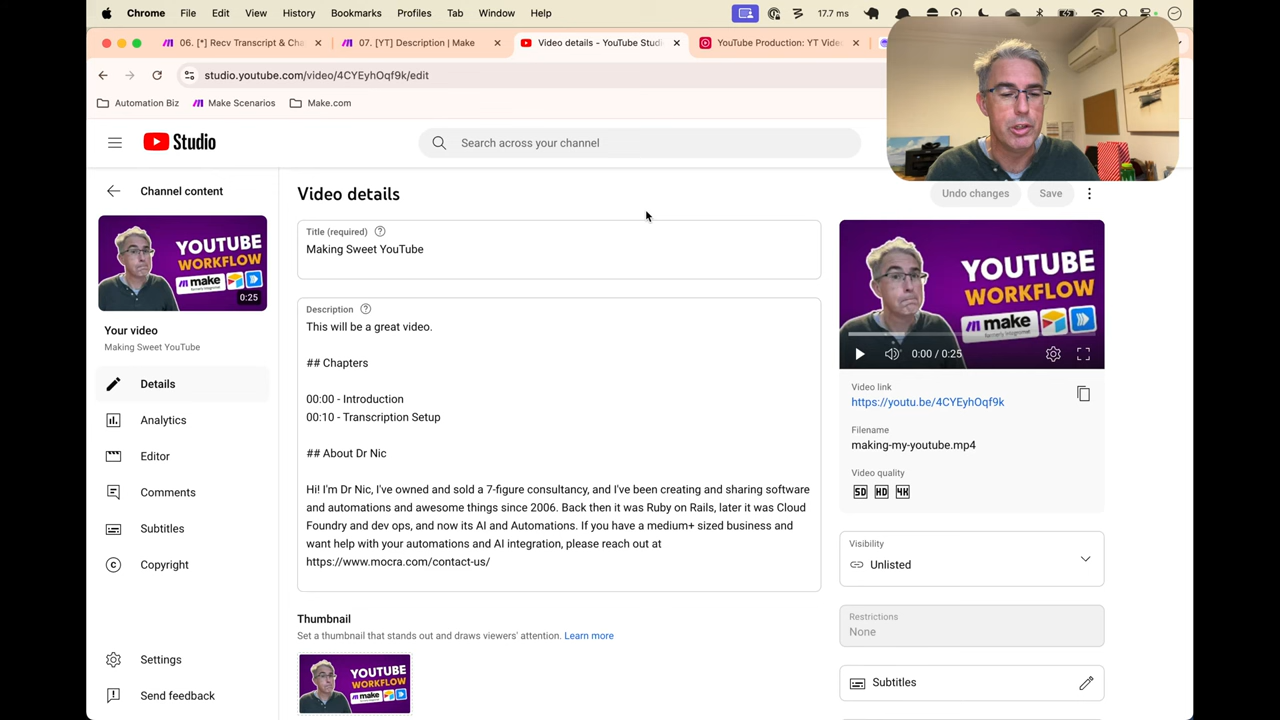 Chrome File Edit View History Bookmarks Profiles Tab Window Help 17.7 ms
06. [*] Recv Transcript & Cha
07. [YT] Description | Make
Video details - YouTube Studi
YouTube Production: YT Vide
studio.youtube.com/video/4CYEyhOqf9k/edit
Automation Biz Make Scenarios Make.com
Studio
Search across your channel
Channel content
YOUTUBE
WORKFLOW
make
formerly Integromat
0:25
Your video
Making Sweet YouTube
Details
Analytics
Editor
Comments
Subtitles
Copyright
Settings
Send feedback
Video details
Undo changes
Save
Title (required)
Making Sweet YouTube
Description
This will be a great video.
## Chapters
00:00 - Introduction
00:10 - Transcription Setup
## About Dr Nic
Hi! I'm Dr Nic, I've owned and sold a 7-figure consultancy, and I've been creating and sharing software
and automations and awesome things since 2006. Back then it was Ruby on Rails, later it was Cloud
Foundry and dev ops, and now its AI and Automations. If you have a medium+ sized business and
want help with your automations and AI integration, please reach out at
https://www.mocra.com/contact-us/
Thumbnail
Set a thumbnail that stands out and draws viewers' attention. Learn more
YOUTUBE
WORKFLOW
make
YOUTUBE
WORKFLOW
make
formerly Integromat
0:00 / 0:25
Video link
https://youtu.be/4CYEyhOqf9k
Filename
making-my-youtube.mp4
Video quality
SD HD 4K
Visibility
Unlisted
Restrictions
None
Subtitles